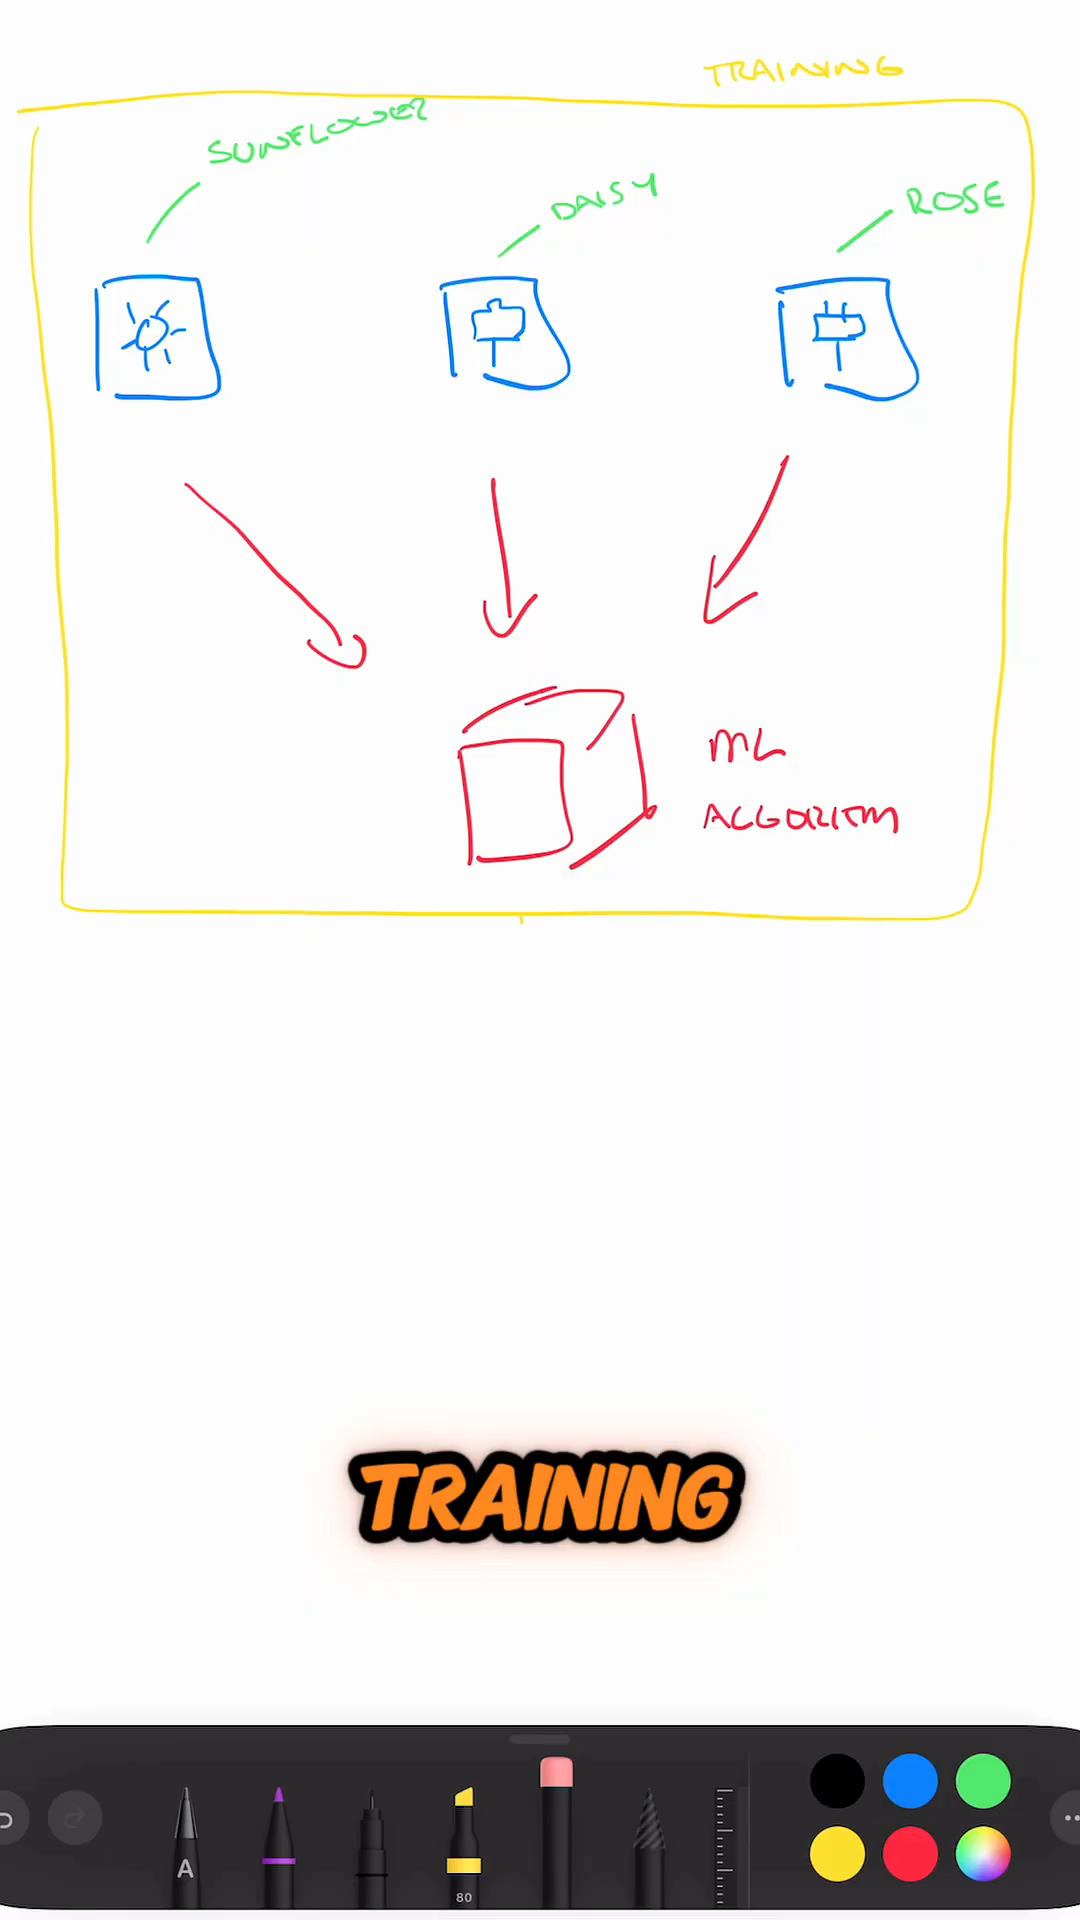 TRAINING
SUNFLOWER
DAISY
ROSE
ML
ALGORITM
TRAINING
A
80